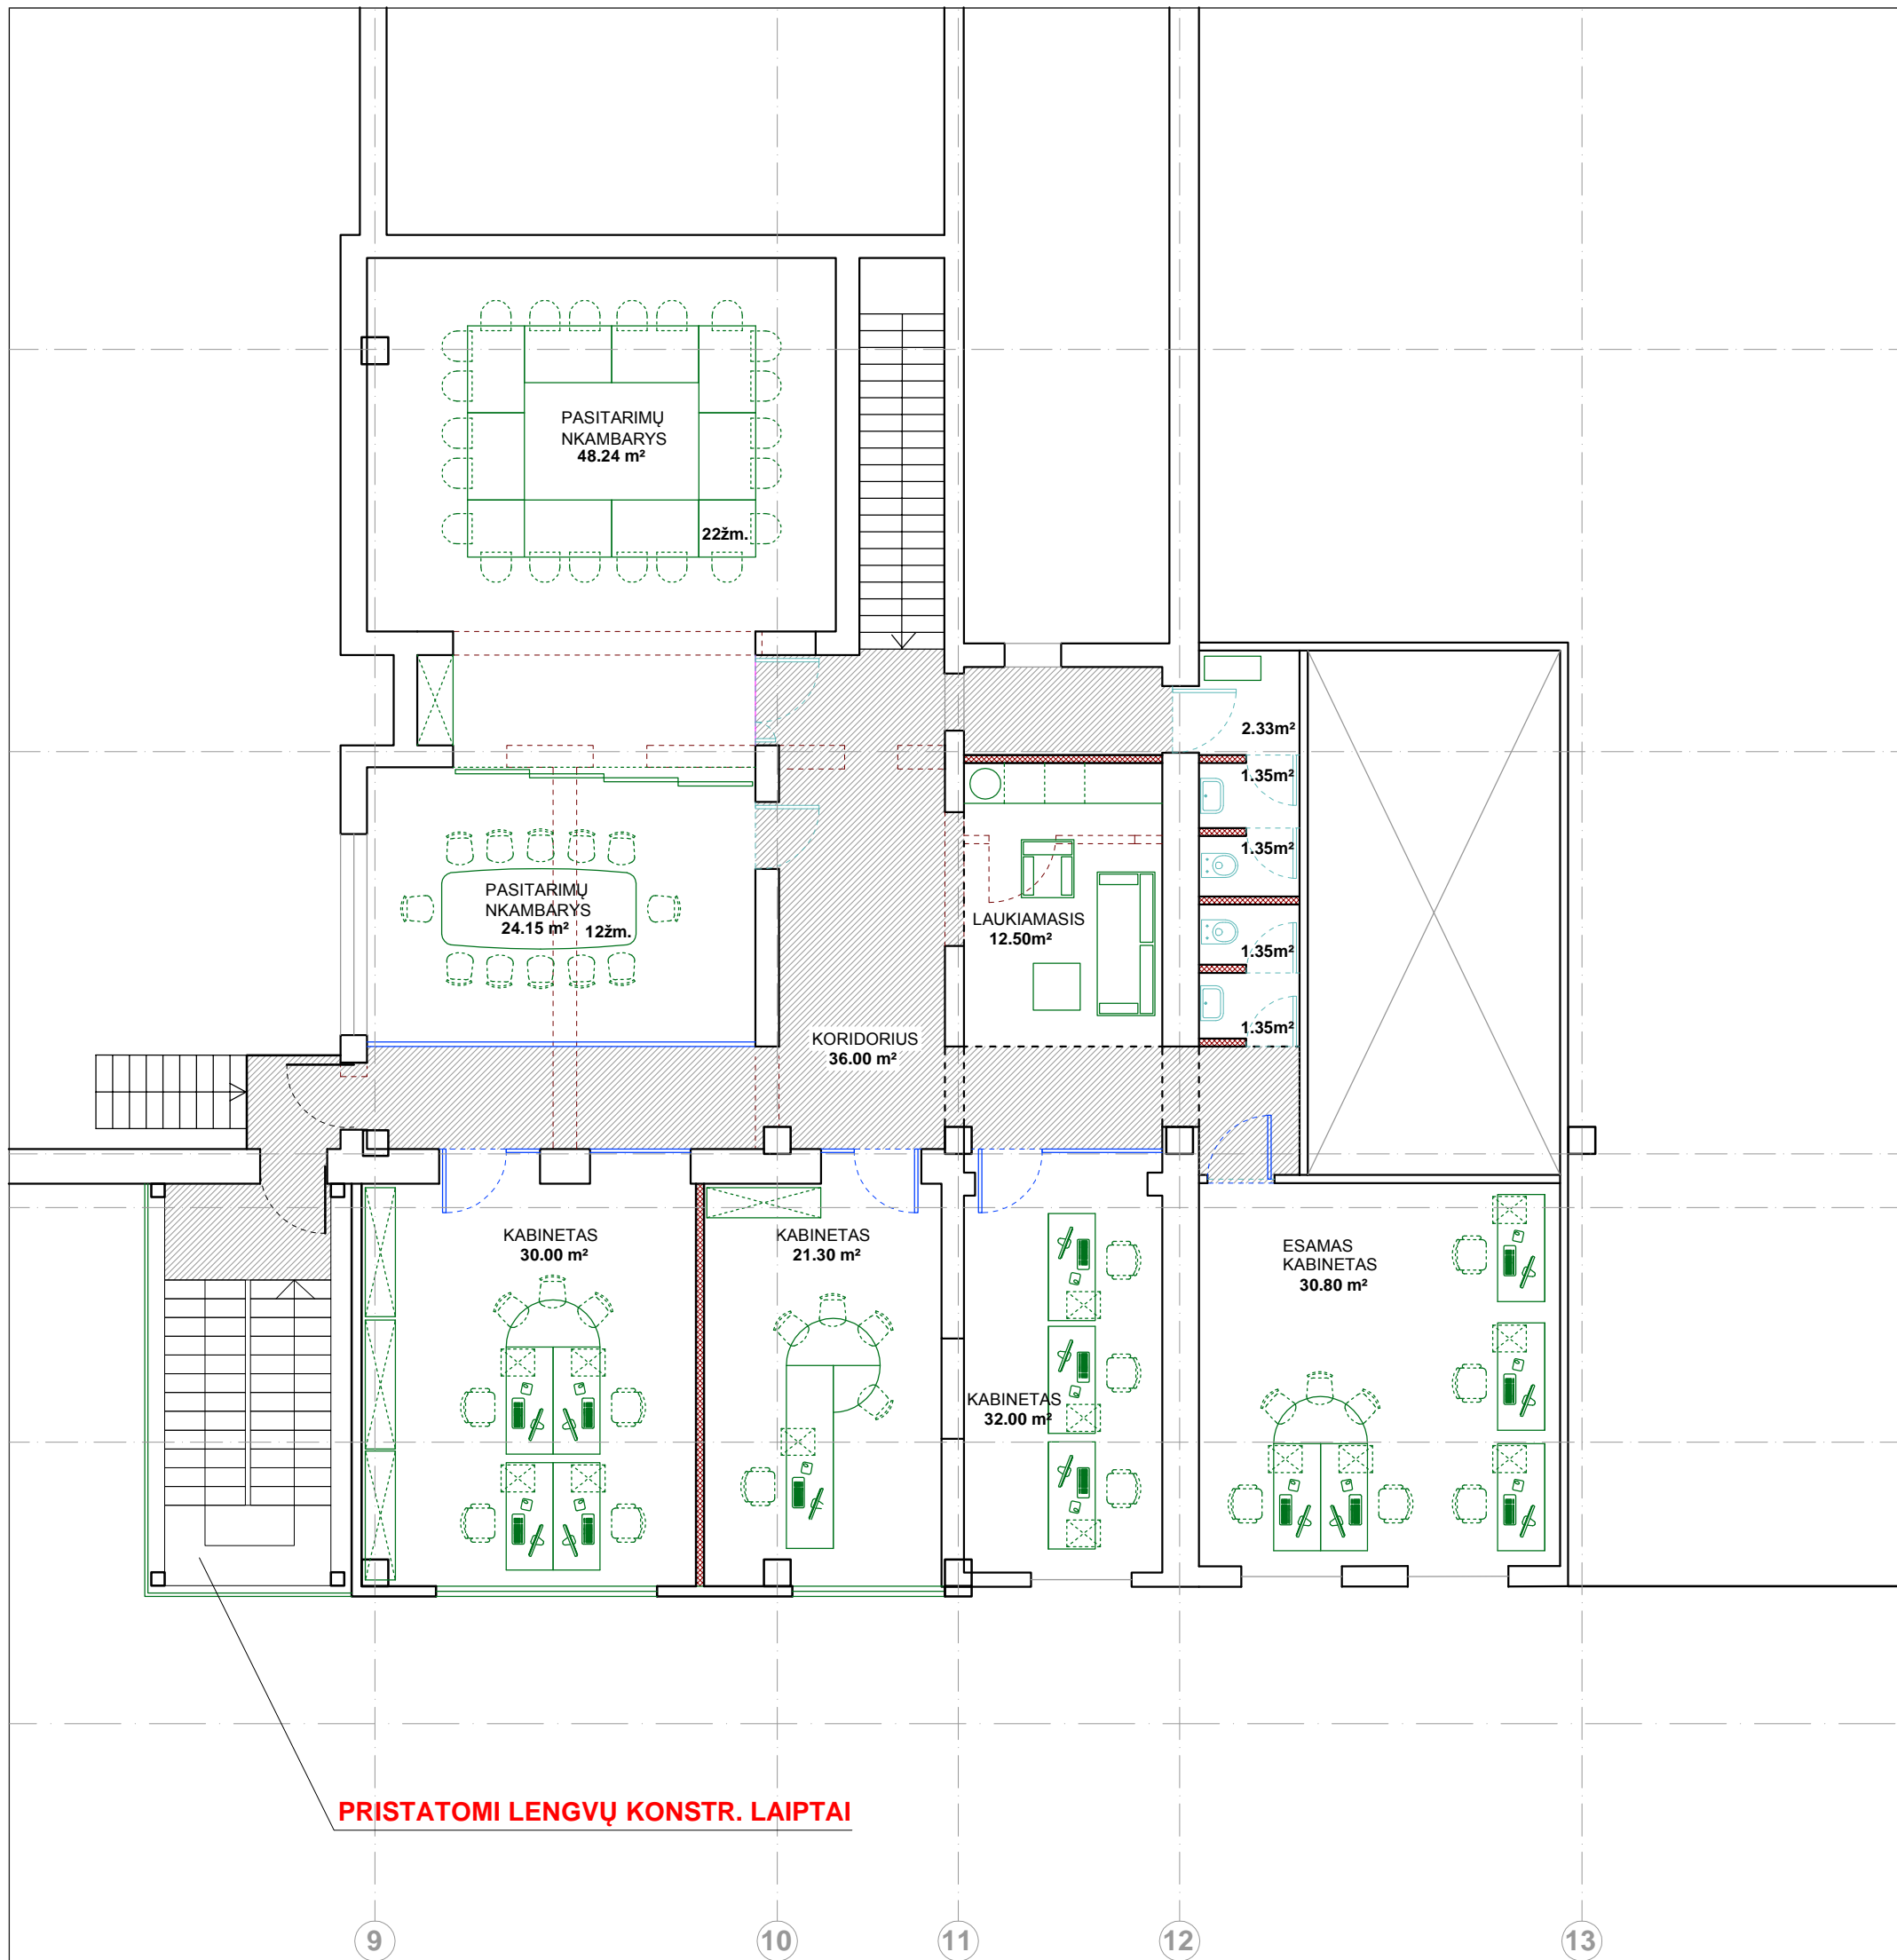 PASITARIMŲ
NKAMBARYS
48.24 m²
22žm.
2.33m²
1.35m²
1.35m²
PASITARIMŲ
NKAMBARYS
24.15 m² 12žm.
LAUKIAMASIS
12.50m²
1.35m²
1.35m²
KORIDORIUS
36.00 m²
KABINETAS
30.00 m²
KABINETAS
21.30 m²
ESAMAS
KABINETAS
30.80 m²
KABINETAS
32.00 m²
PRISTATOMI LENGVŲ KONSTR. LAIPTAI
9 10 11 12 13